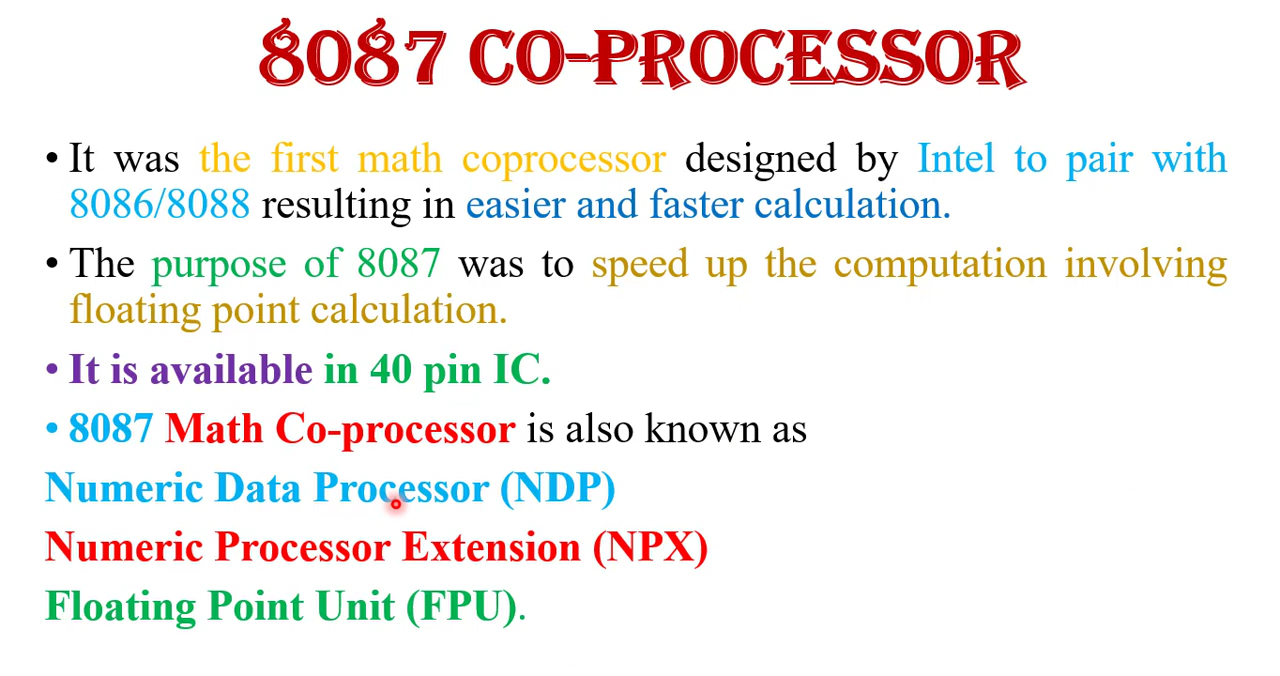 8087 CO-PROCESSOR
• It was the first math coprocessor designed by Intel to pair with
8086/8088 resulting in easier and faster calculation.
• The purpose of 8087 was to speed up the computation involving
floating point calculation.
• It is available in 40 pin IC.
• 8087 Math Co-processor is also known as
Numeric Data Processor (NDP)
Numeric Processor Extension (NPX)
Floating Point Unit (FPU).